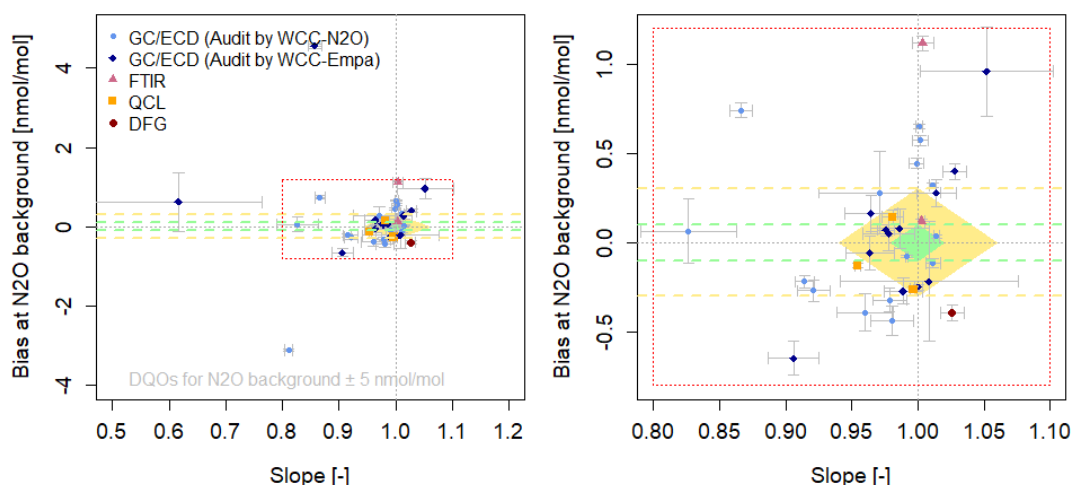 GC/ECD (Audit by WCC-N2O)
GC/ECD (Audit by WCC-Empa)
FTIR
QCL
DFG
DQOs for N2O background ± 5 nmol/mol
Bias at N2O background [nmol/mol]
4
2
0
-2
-4
0.5 0.6 0.7 0.8 0.9 1.0 1.1 1.2
Slope [-]
Bias at N2O background [nmol/mol]
1.0
0.5
0.0
-0.5
0.80 0.85 0.90 0.95 1.00 1.05 1.10
Slope [-]